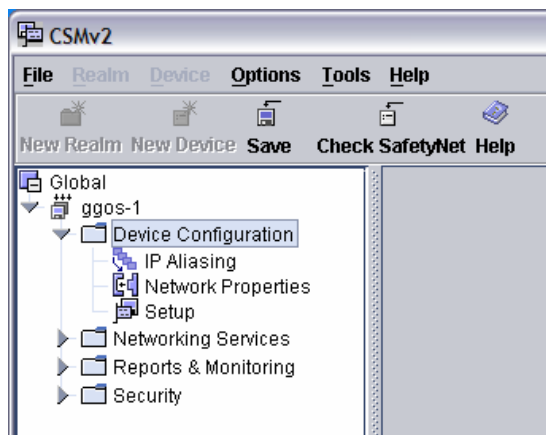 CSMv2
File Realm Device Options Tools Help
New Realm New Device Save Check SafetyNet Help
Global
ggos-1
Device Configuration
IP Aliasing
Network Properties
Setup
Networking Services
Reports & Monitoring
Security